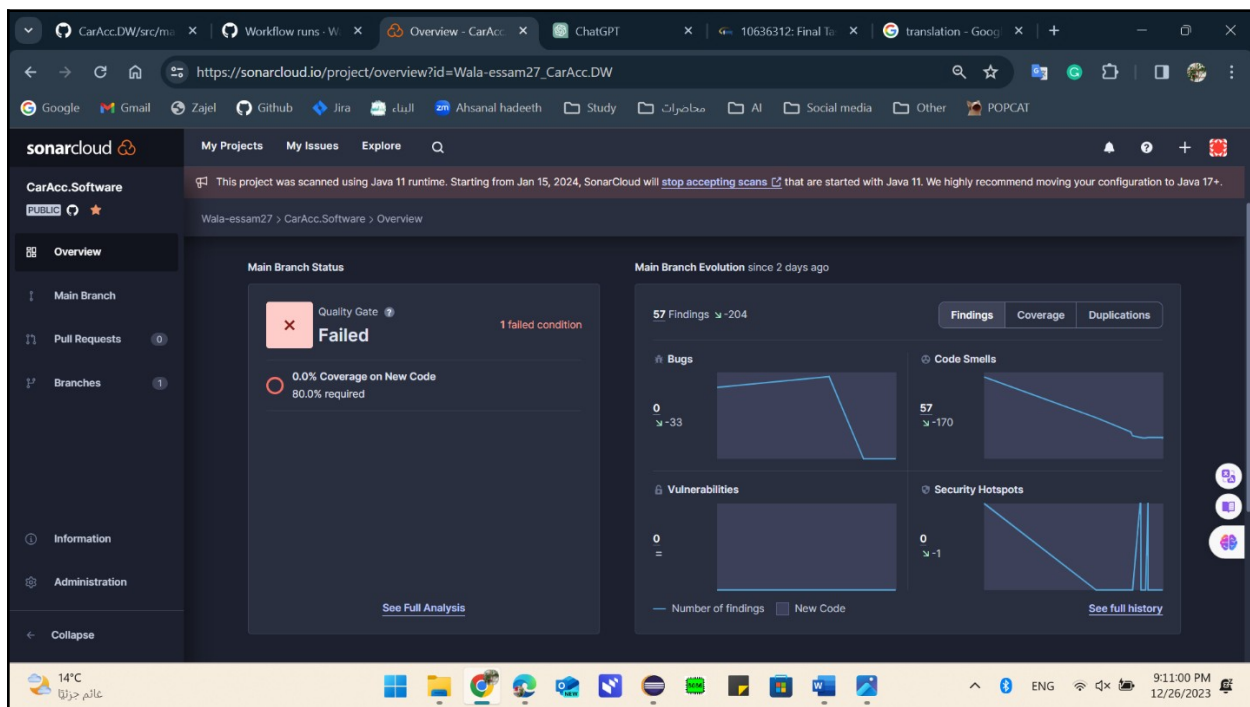 CarAcc.DW/src/ma
Workflow runs · W
Overview - CarAcc
ChatGPT
10636312: Final Ta
translation - Goog
https://sonarcloud.io/project/overview?id=Wala-essam27_CarAcc.DW
Google Gmail Zajel Github Jira البناء zm Ahsanal hadeeth Study محاضرات AI Social media Other POPCAT
sonarcloud My Projects My Issues Explore
CarAcc.Software
PUBLIC
This project was scanned using Java 11 runtime. Starting from Jan 15, 2024, SonarCloud will stop accepting scans that are started with Java 11. We highly recommend moving your configuration to Java 17+.
Wala-essam27 > CarAcc.Software > Overview
Overview
Main Branch
Pull Requests 0
Branches 1
Information
Administration
Collapse
Main Branch Status
Quality Gate ?
Failed
1 failed condition
0.0% Coverage on New Code
80.0% required
See Full Analysis
Main Branch Evolution since 2 days ago
57 Findings -204
Findings Coverage Duplications
Bugs
0
-33
Code Smells
57
-170
Vulnerabilities
0
=
Security Hotspots
0
-1
Number of findings New Code
See full history
14°C
غائم جزئيًا
NEW
ENG
9:11:00 PM
12/26/2023